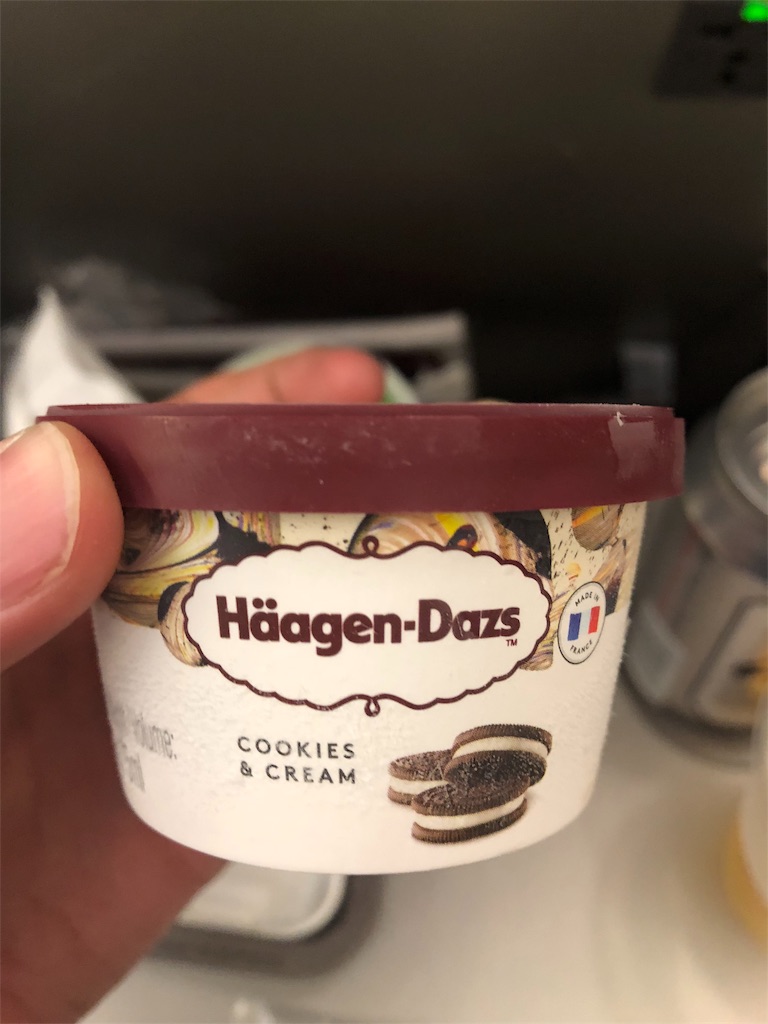 Häagen-Dazs
TM
MADE IN
FRANCE
COOKIES
& CREAM